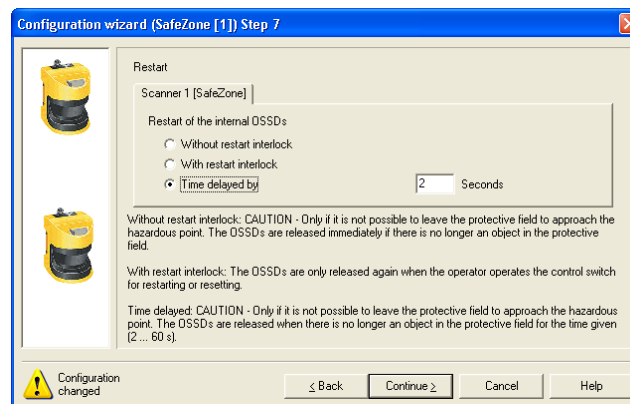 Configuration wizard (SafeZone [1]) Step 7
Restart
Scanner 1 [SafeZone]
Restart of the internal OSSDs
Without restart interlock
With restart interlock
Time delayed by
2 Seconds
Without restart interlock: CAUTION - Only if it is not possible to leave the protective field to approach the
hazardous point. The OSSDs are released immediately if there is no longer an object in the protective
field.
With restart interlock: The OSSDs are only released again when the operator operates the control switch
for restarting or resetting.
Time delayed: CAUTION - Only if it is not possible to leave the protective field to approach the hazardous
point. The OSSDs are released when there is no longer an object in the protective field for the time given
(2 ... 60 s).
Configuration
changed
< Back
Continue >
Cancel
Help